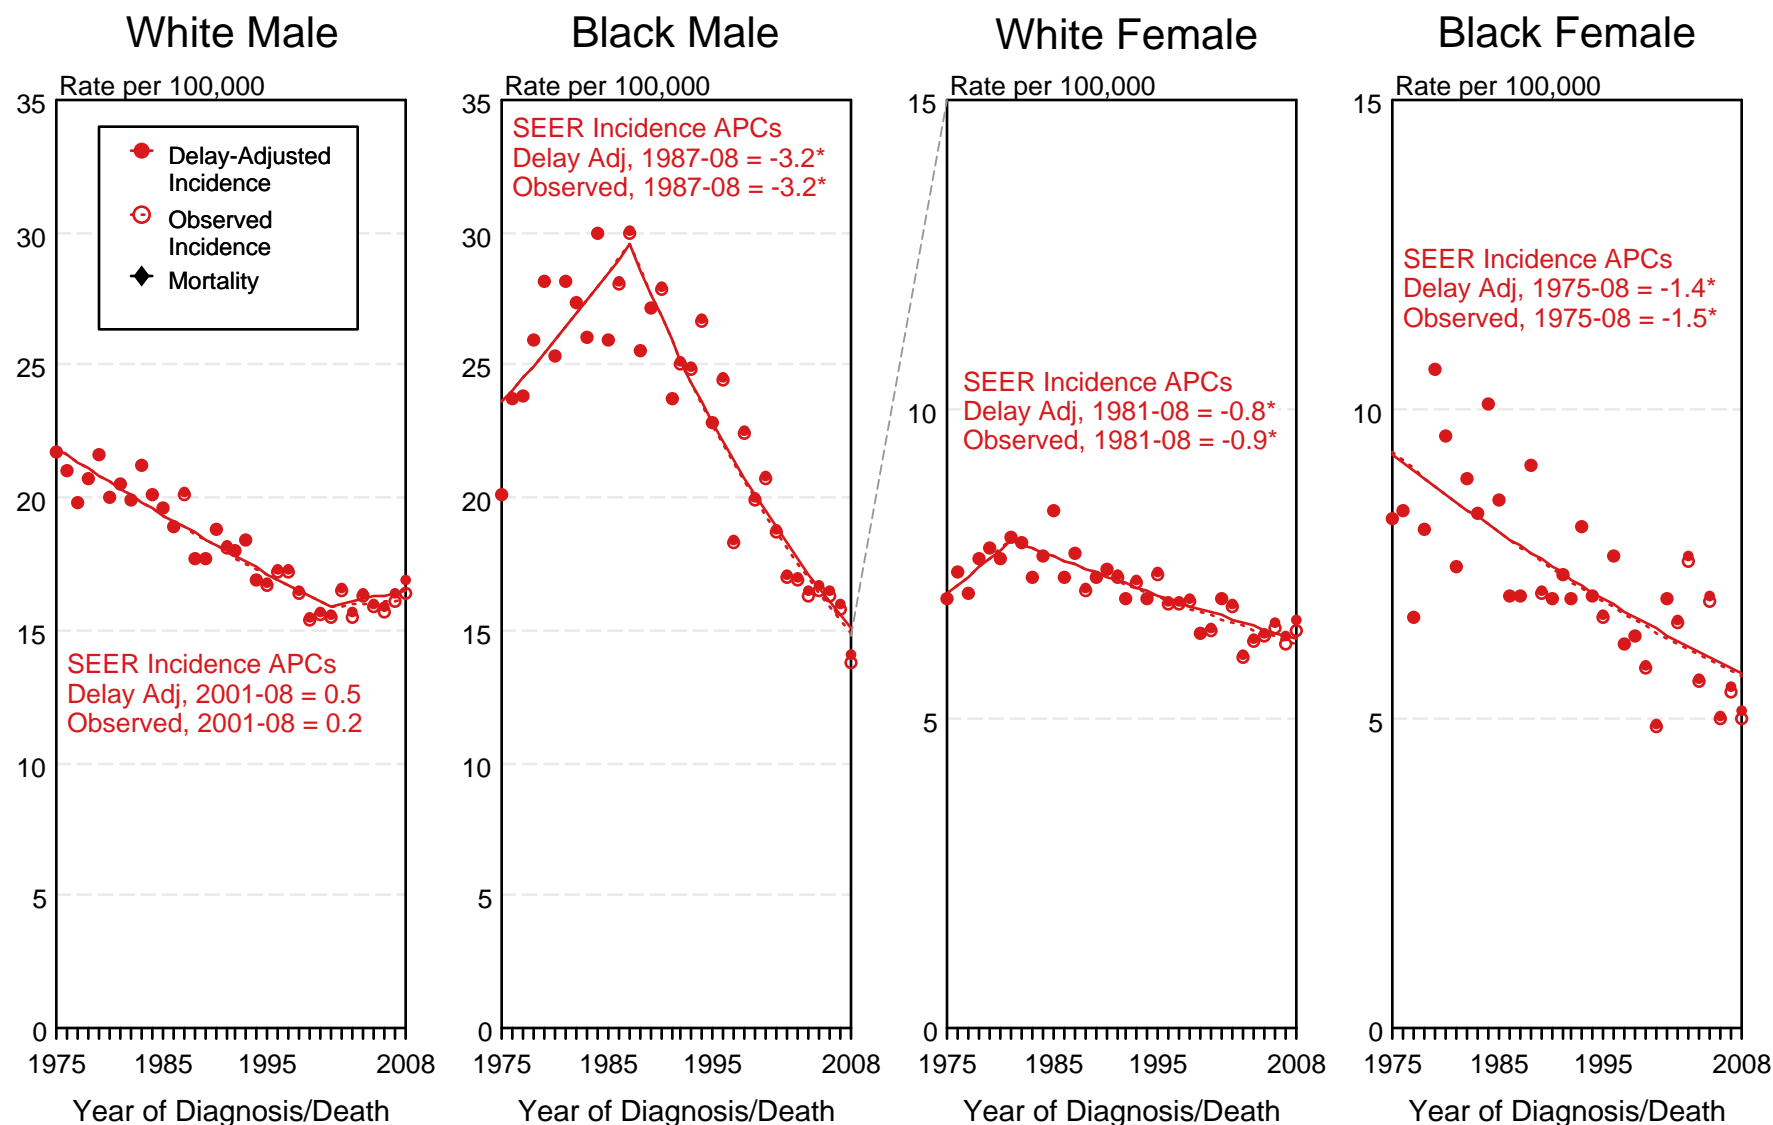 White Male
Rate per 100,000
35
30
25
20
15
10
5
0
Delay-Adjusted
Incidence
Observed
Incidence
Mortality
SEER Incidence APCs
Delay Adj, 2001-08 = 0.5
Observed, 2001-08 = 0.2
1975 1985 1995 2008
Year of Diagnosis/Death
Black Male
Rate per 100,000
35
30
25
20
15
10
5
0
SEER Incidence APCs
Delay Adj, 1987-08 = -3.2*
Observed, 1987-08 = -3.2*
1975 1985 1995 2008
Year of Diagnosis/Death
White Female
Rate per 100,000
15
10
5
0
SEER Incidence APCs
Delay Adj, 1981-08 = -0.8*
Observed, 1981-08 = -0.9*
1975 1985 1995 2008
Year of Diagnosis/Death
Black Female
Rate per 100,000
15
10
5
0
SEER Incidence APCs
Delay Adj, 1975-08 = -1.4*
Observed, 1975-08 = -1.5*
1975 1985 1995 2008
Year of Diagnosis/Death